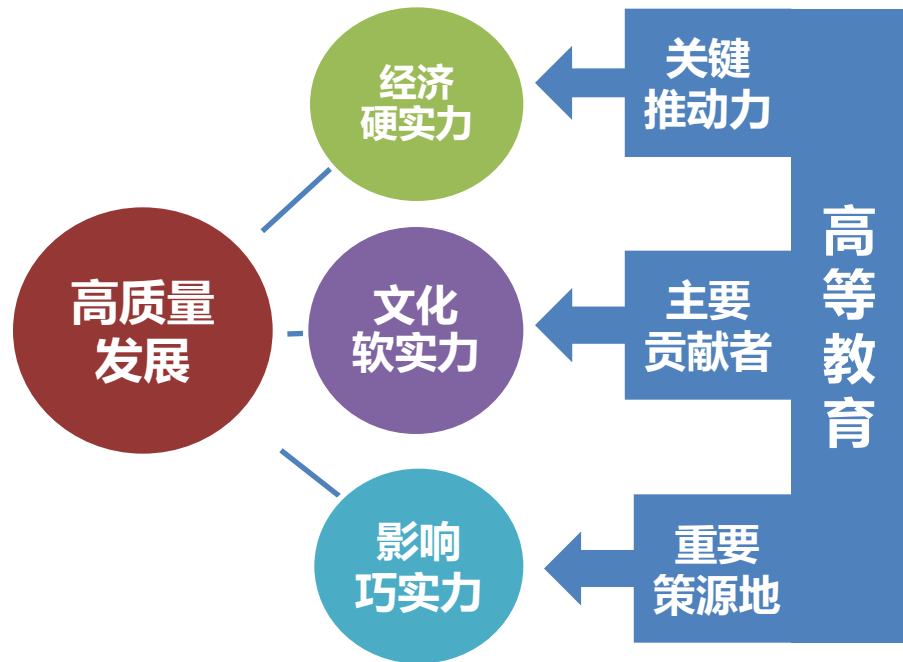 高质量
发展
经济
硬实力
文化
软实力
影响
巧实力
关键
推动力
主要
贡献者
重要
策源地
高
等
教
育